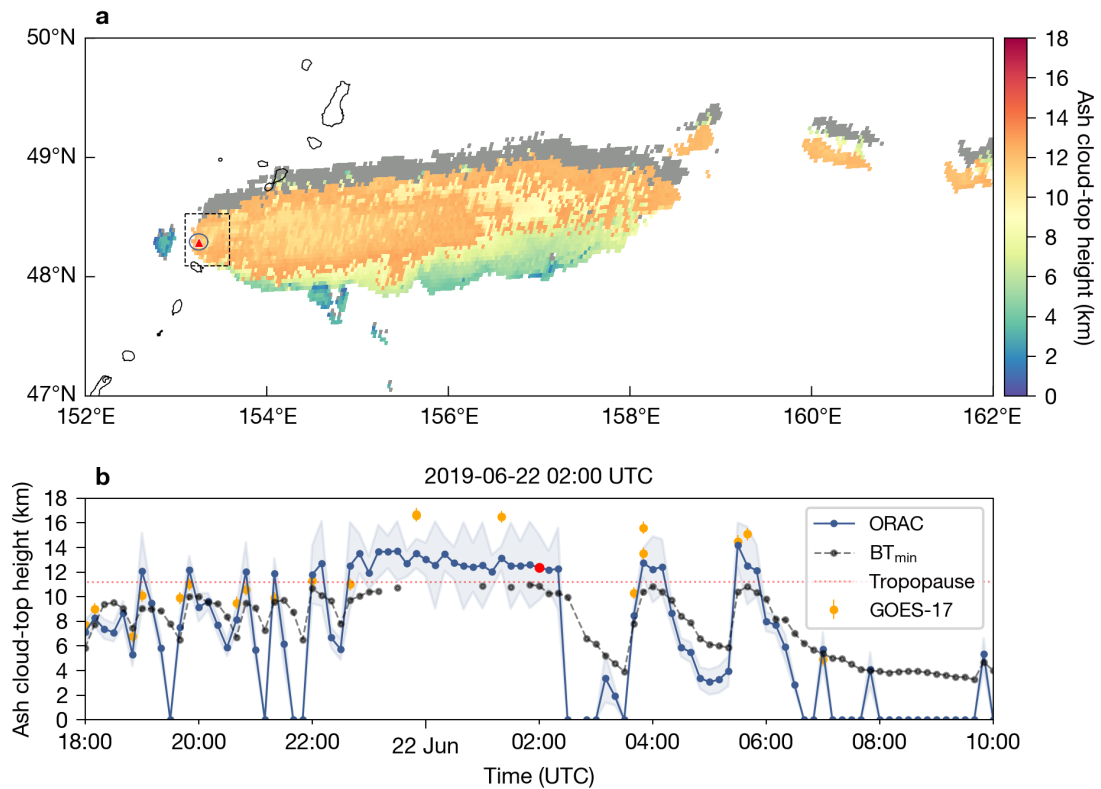 a
50°N
49°N
48°N
47°N
152°E 154°E 156°E 158°E 160°E 162°E
18
16
14
12
10
8
6
4
2
0
Ash cloud-top height (km)
b
2019-06-22 02:00 UTC
Ash cloud-top height (km)
18
16
14
12
10
8
6
4
2
0
ORAC
BTmin
Tropopause
GOES-17
18:00 20:00 22:00 22 Jun 02:00 04:00 06:00 08:00 10:00
Time (UTC)